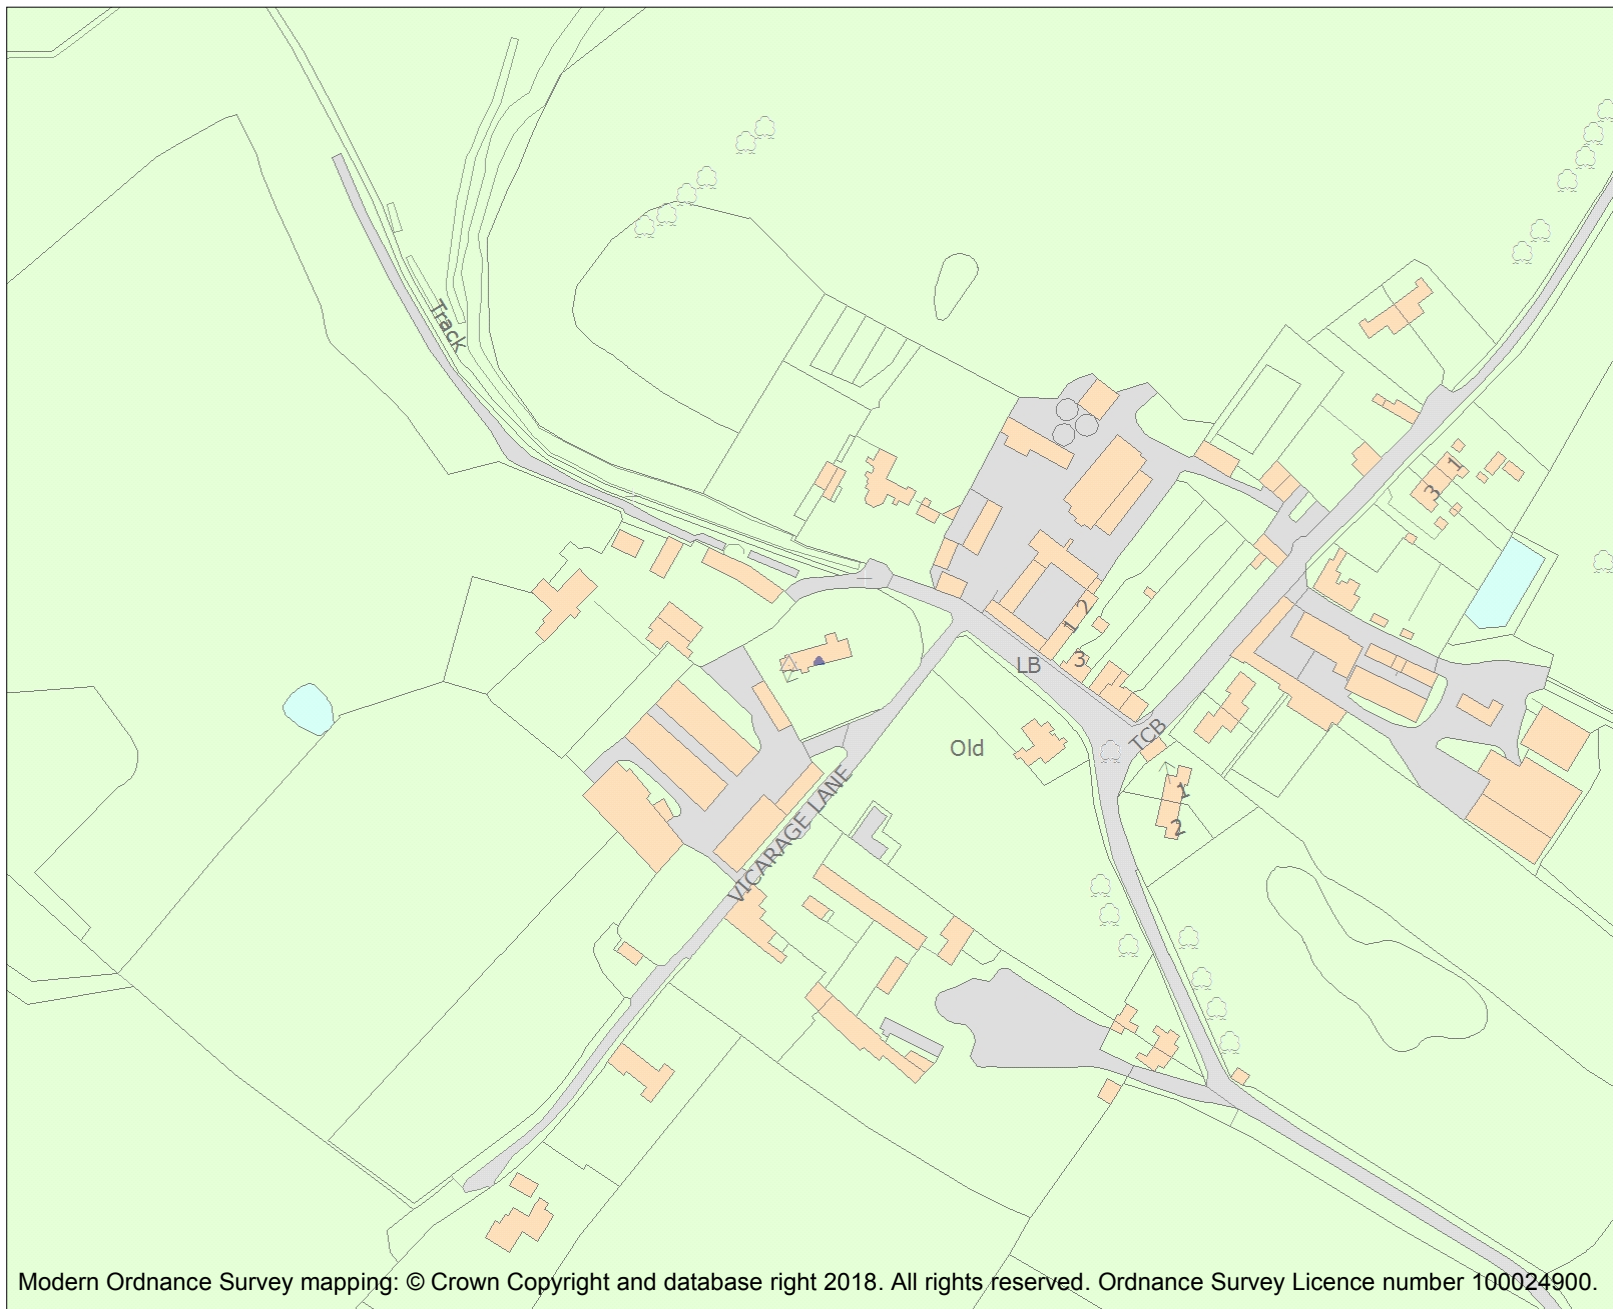 Track
1
3
2
1
3
LB
TCB
Old
1
2
VICARAGE LANE
Modern Ordnance Survey mapping: © Crown Copyright and database right 2018. All rights reserved. Ordnance Survey Licence number 100024900.